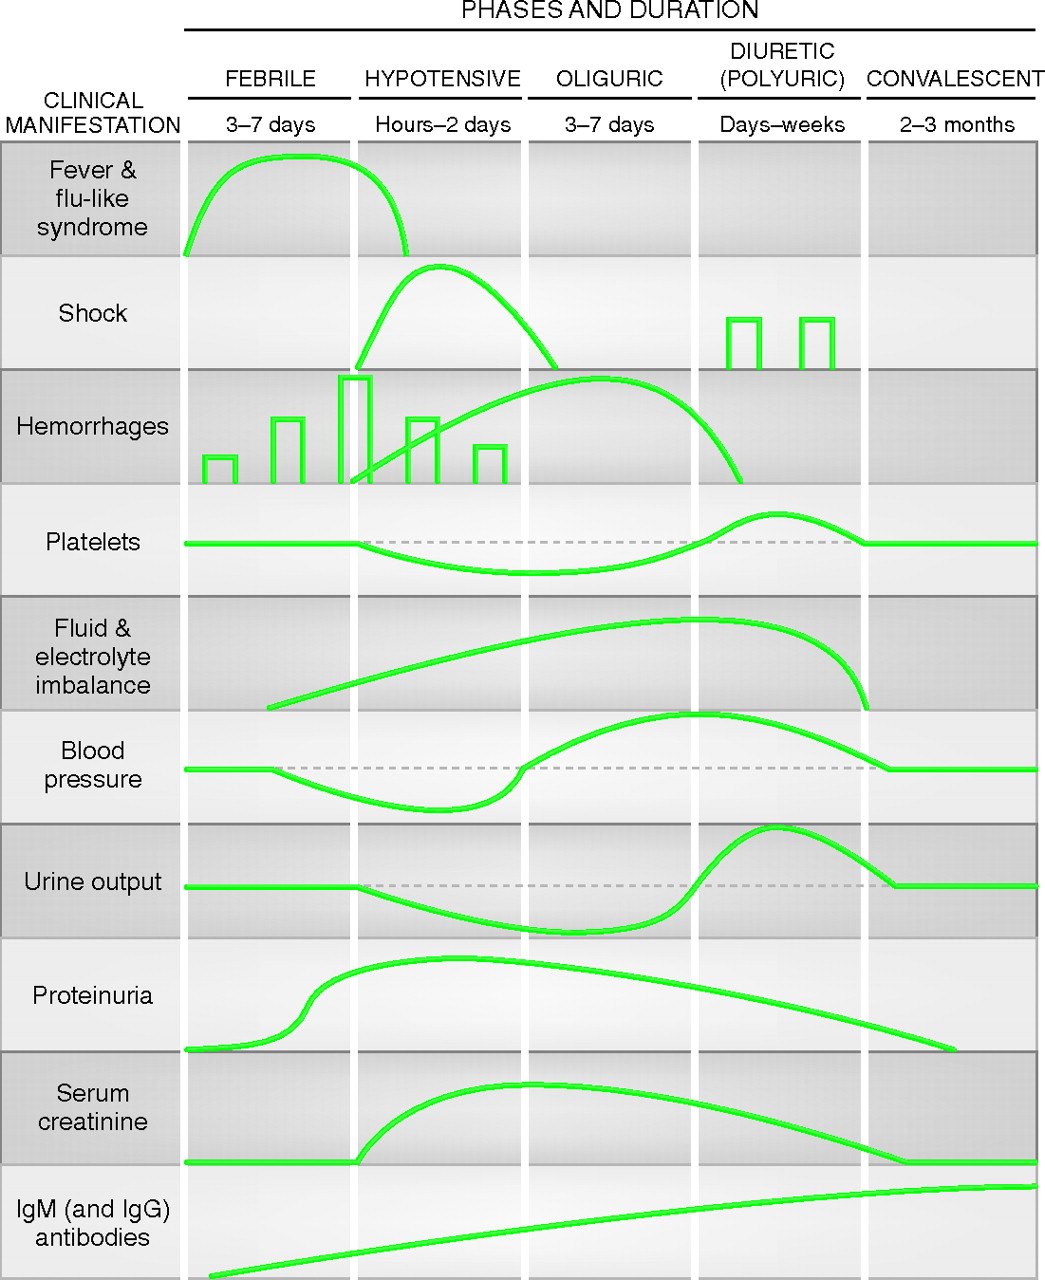 PHASES AND DURATION
FEBRILE
HYPOTENSIVE
OLIGURIC
DIURETIC
(POLYURIC)
CONVALESCENT
CLINICAL
MANIFESTATION
3–7 days
Hours–2 days
3–7 days
Days–weeks
2–3 months
Fever &
flu-like
syndrome
Shock
Hemorrhages
Platelets
Fluid &
electrolyte
imbalance
Blood
pressure
Urine output
Proteinuria
Serum
creatinine
IgM (and IgG)
antibodies